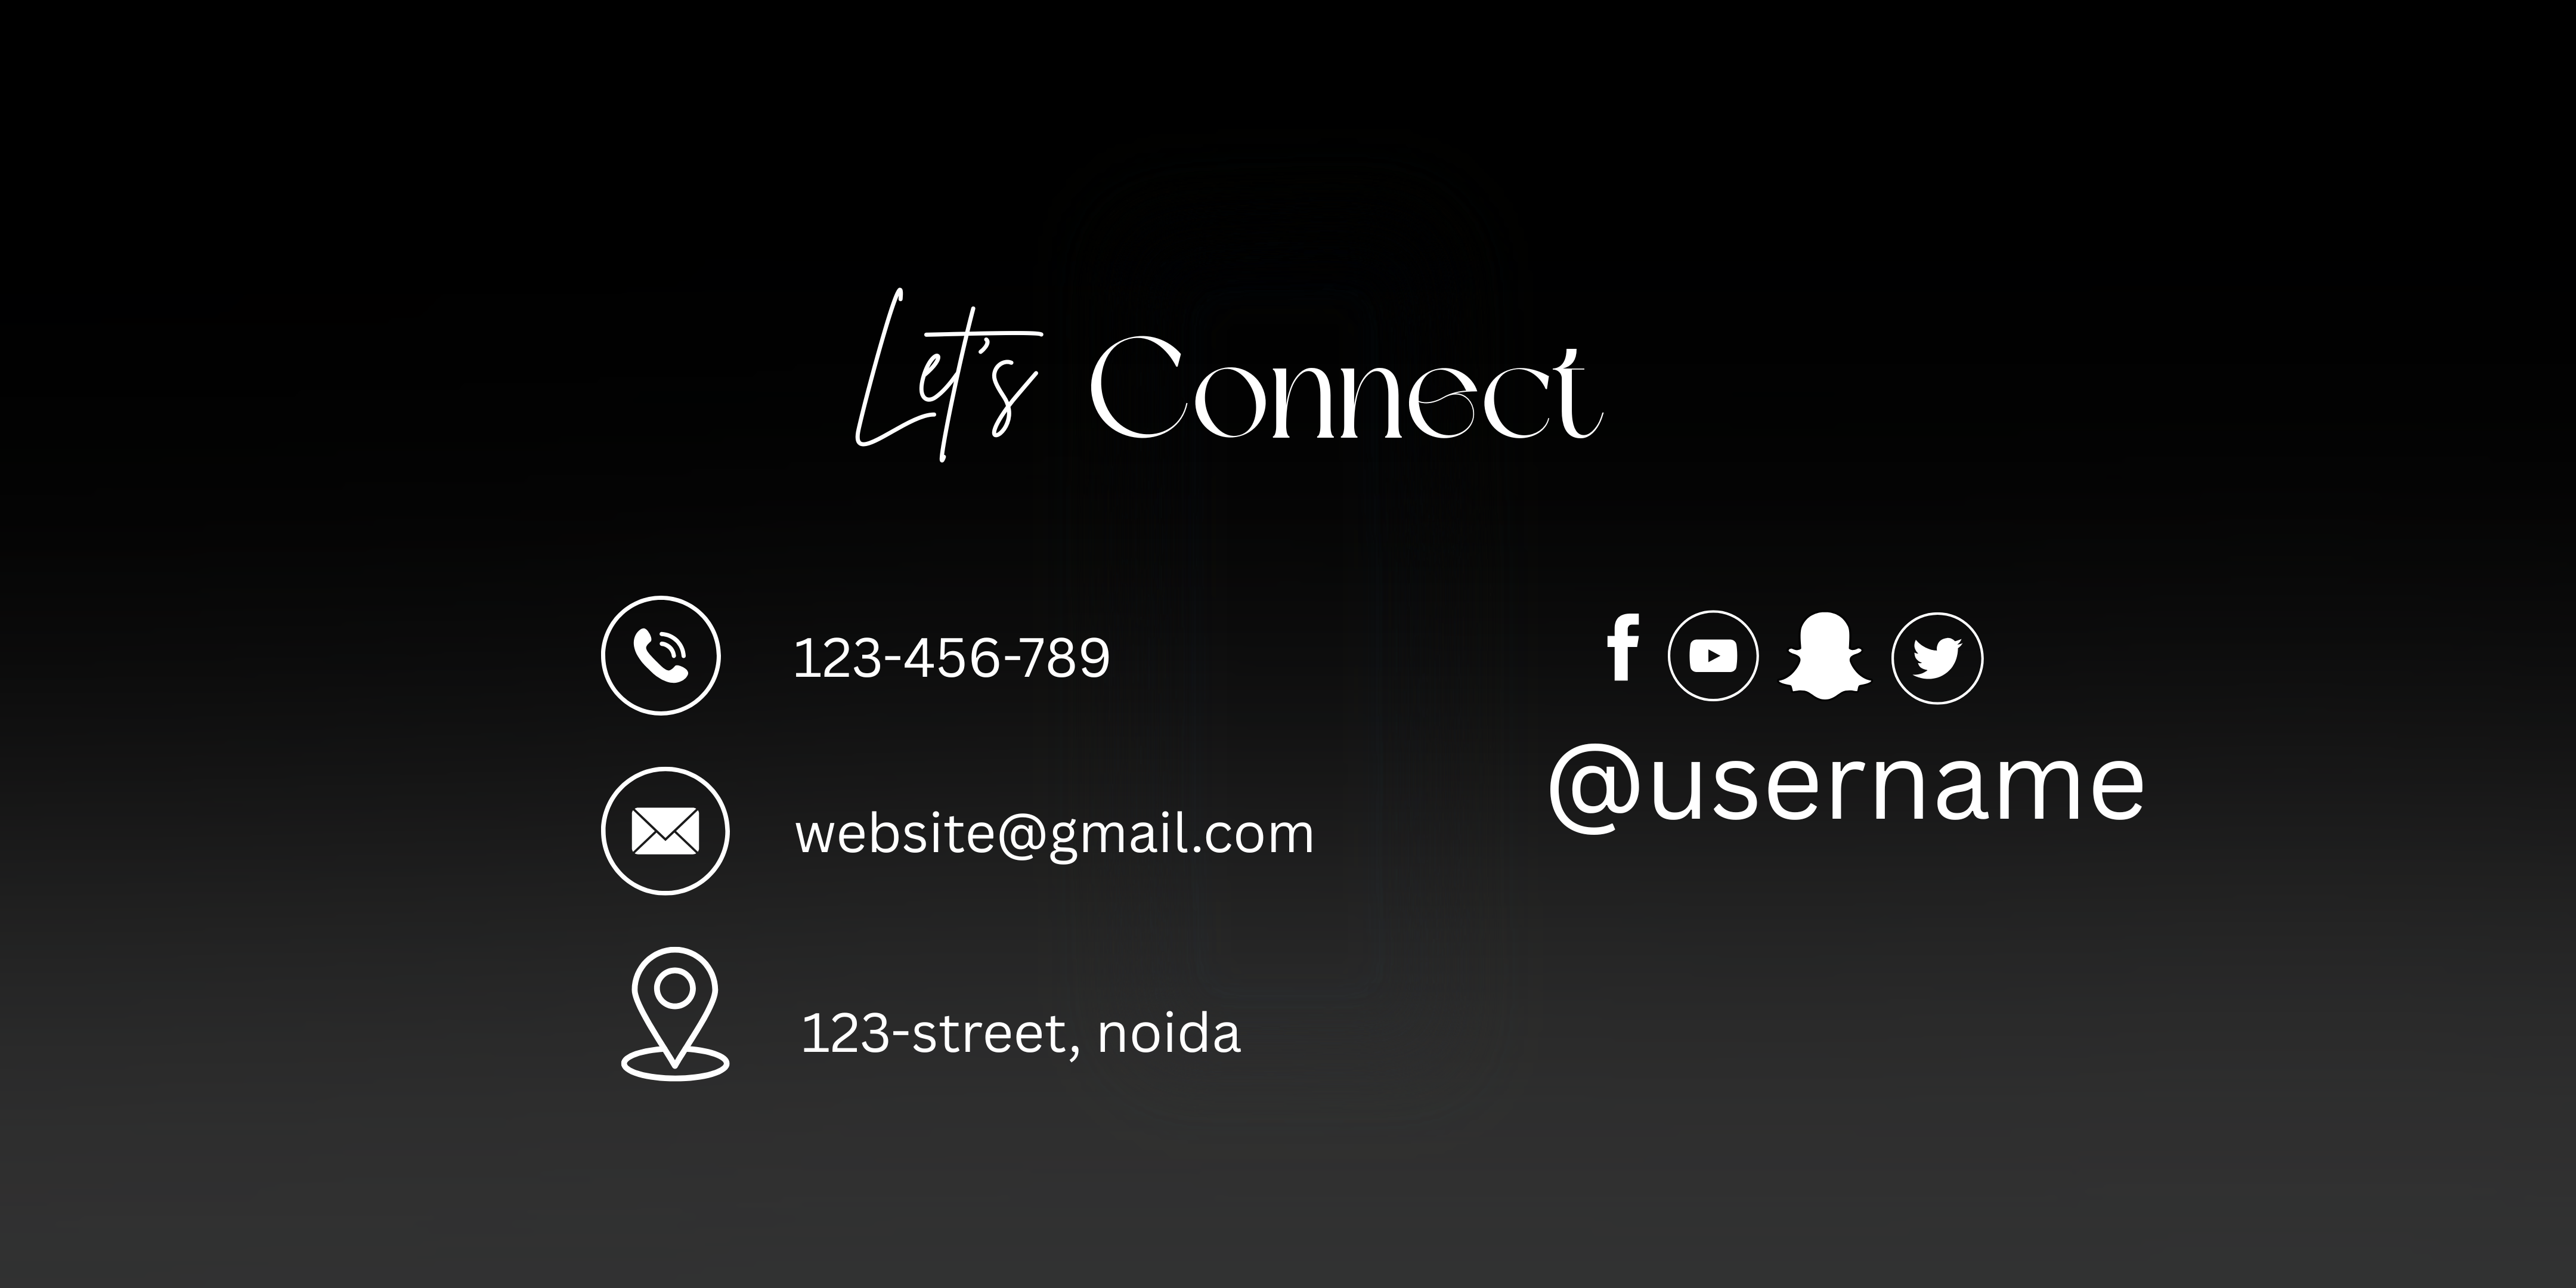 Let's Connect
123-456-789
website@gmail.com
123-street, noida
@username